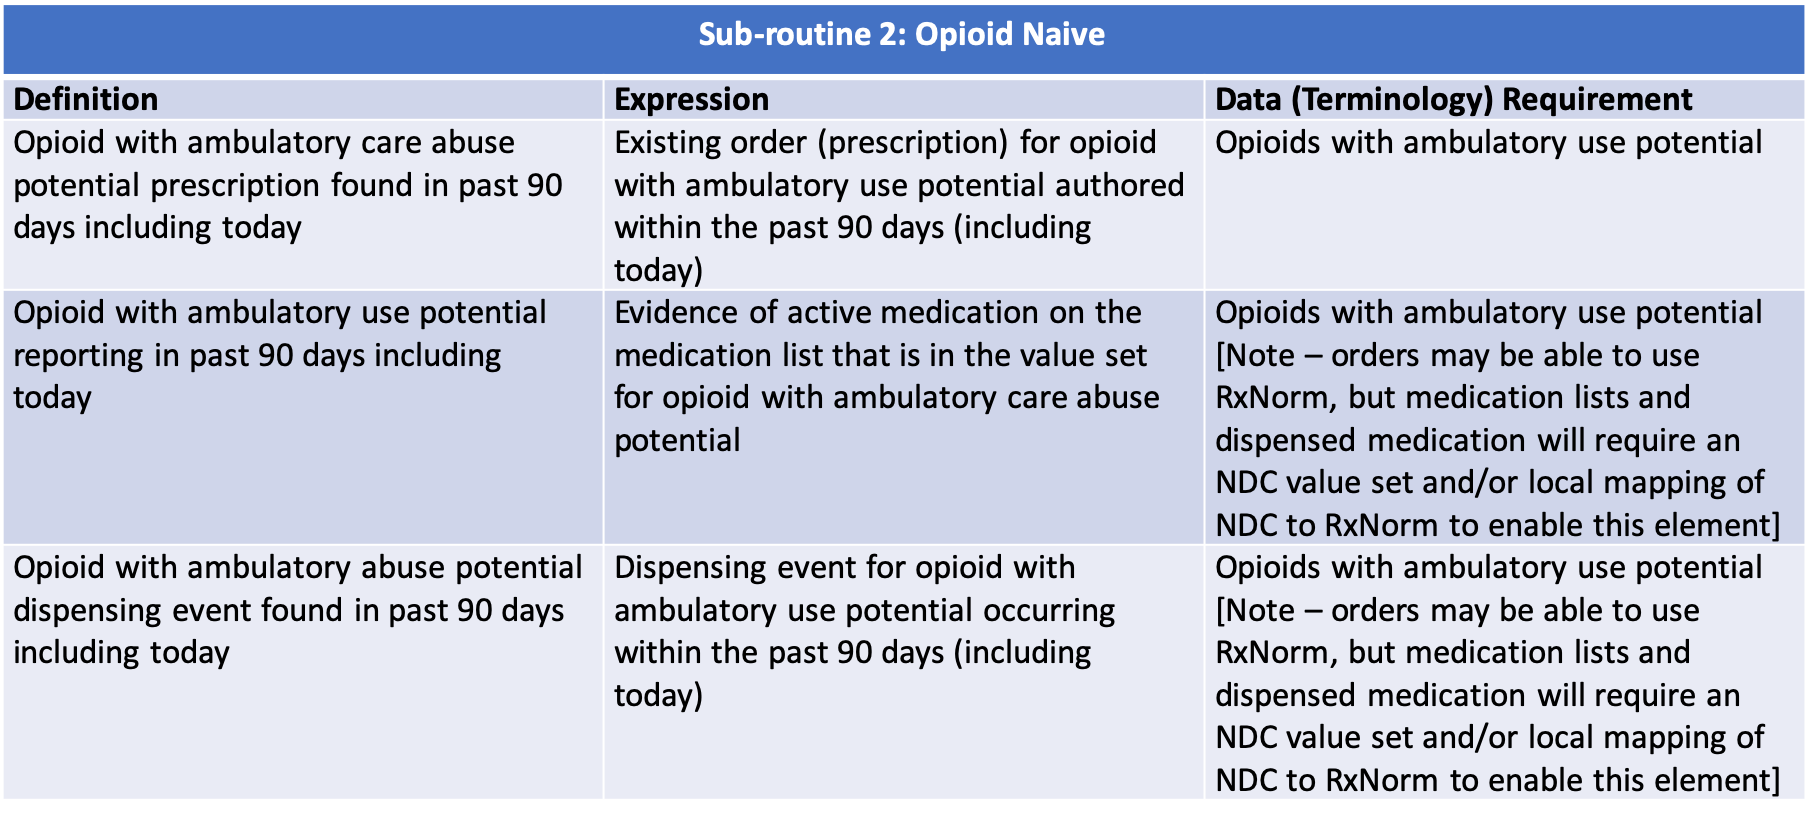 Sub-routine 2: Opioid Naive
Definition
Expression
Data (Terminology) Requirement
Opioid with ambulatory care abuse
potential prescription found in past 90
days including today
Existing order (prescription) for opioid
with ambulatory use potential authored
within the past 90 days (including
today)
Opioids with ambulatory use potential
Opioid with ambulatory use potential
reporting in past 90 days including
today
Evidence of active medication on the
medication list that is in the value set
for opioid with ambulatory care abuse
potential
Opioids with ambulatory use potential
[Note – orders may be able to use
RxNorm, but medication lists and
dispensed medication will require an
NDC value set and/or local mapping of
NDC to RxNorm to enable this element]
Opioid with ambulatory abuse potential
dispensing event found in past 90 days
including today
Dispensing event for opioid with
ambulatory use potential occurring
within the past 90 days (including
today)
Opioids with ambulatory use potential
[Note – orders may be able to use
RxNorm, but medication lists and
dispensed medication will require an
NDC value set and/or local mapping of
NDC to RxNorm to enable this element]